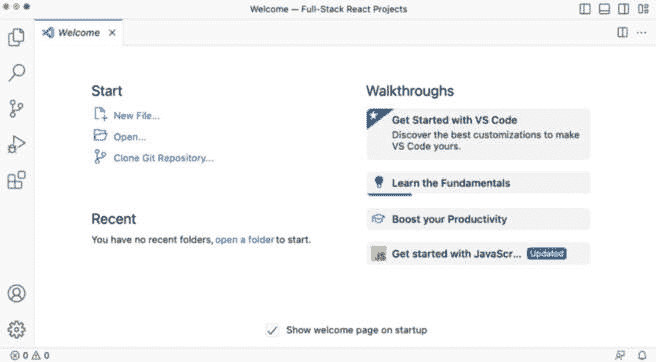 Welcome — Full-Stack React Projects
Welcome
Start
New File...
Open...
Clone Git Repository...
Recent
You have no recent folders, open a folder to start.
Walkthroughs
Get Started with VS Code
Discover the best customizations to make
VS Code yours.
Learn the Fundamentals
Boost your Productivity
JS
Get started with JavaScr... Updated
Show welcome page on startup
0 0